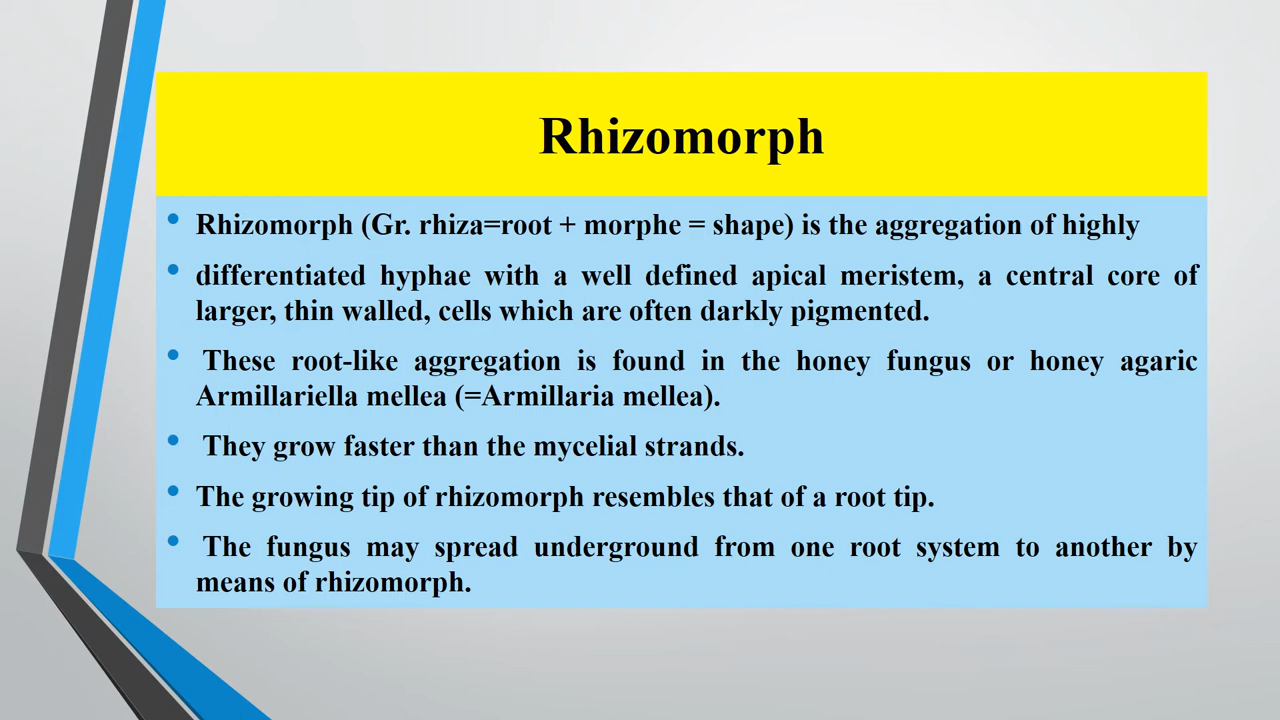 Rhizomorph
• Rhizomorph (Gr. rhiza=root + morphe = shape) is the aggregation of highly
• differentiated hyphae with a well defined apical meristem, a central core of
larger, thin walled, cells which are often darkly pigmented.
• These root-like aggregation is found in the honey fungus or honey agaric
Armillariella mellea (=Armillaria mellea).
• They grow faster than the mycelial strands.
• The growing tip of rhizomorph resembles that of a root tip.
• The fungus may spread underground from one root system to another by
means of rhizomorph.